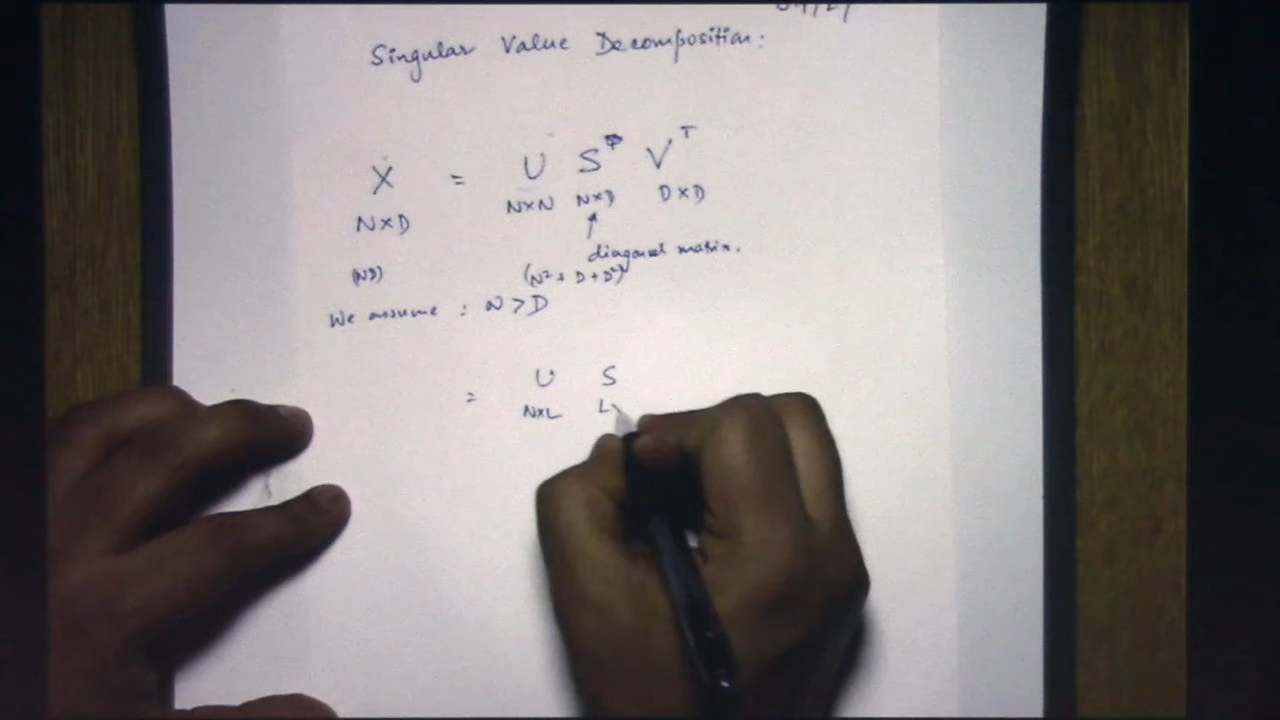 Singular Value Decomposition:
X = U S V^T
N×D N×N N×D D×D
diagonal matrix.
(ND) (N² + D + D²)
We assume : N > D
= U S
N×L L